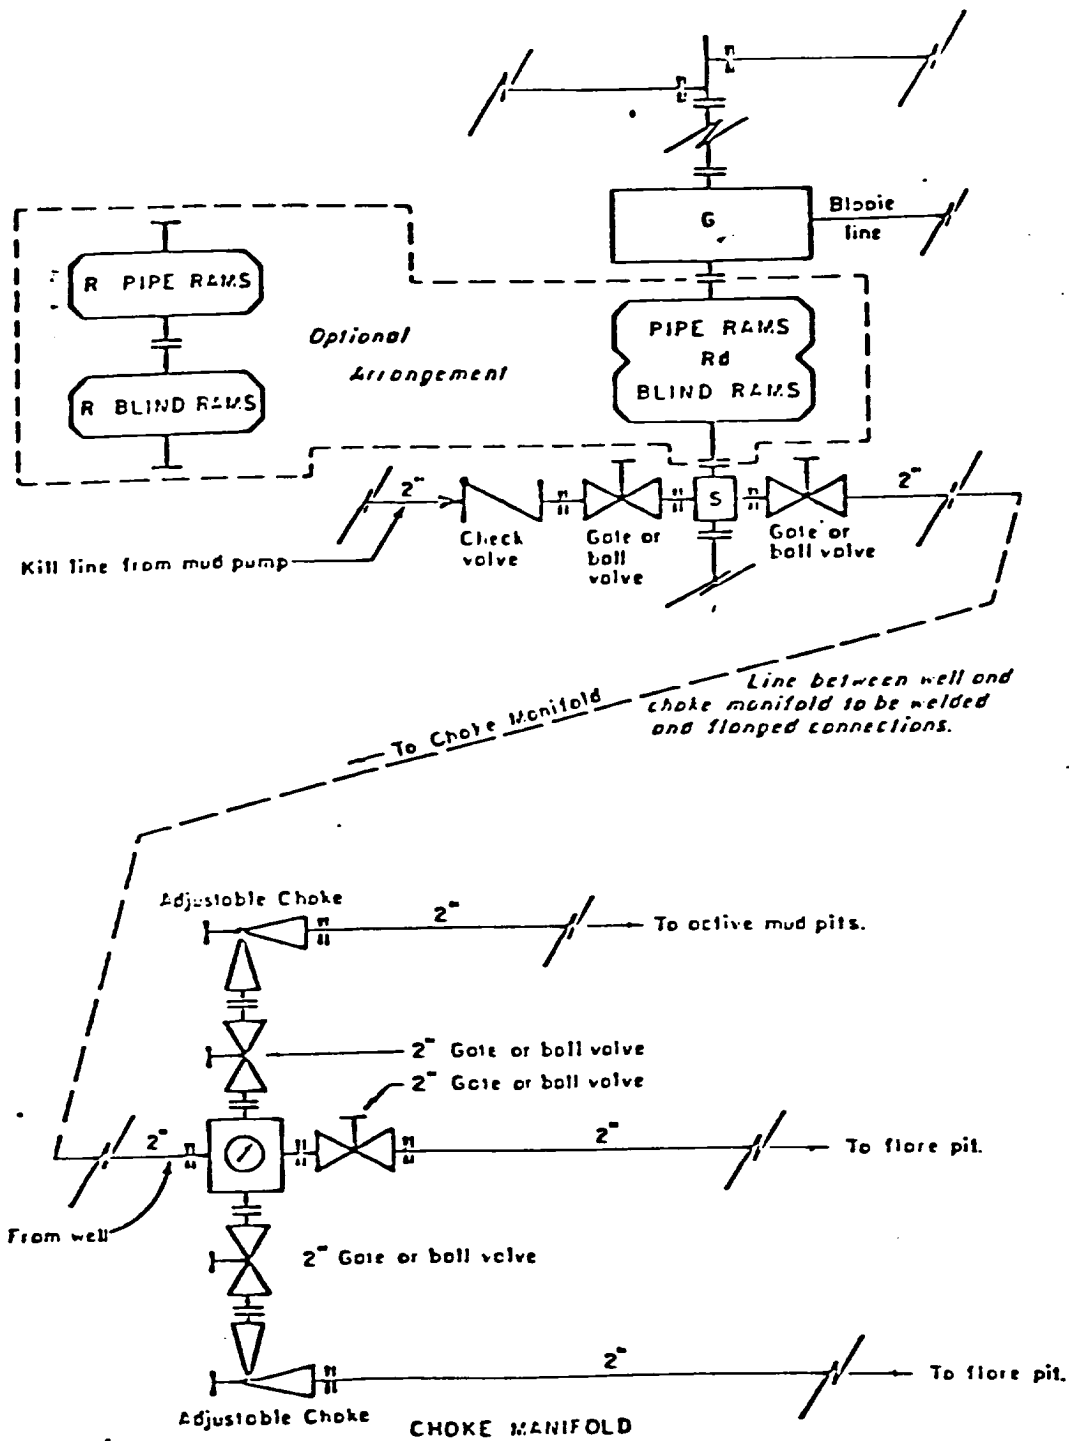 G
Blooie
line
R PIPE RAMS
Optional
Arrangement
R BLIND RAMS
PIPE RAMS
Rd
BLIND RAMS
2"
S
2"
Check
valve
Gate or
ball
valve
Gate or
ball valve
Kill line from mud pump
Line between well and
choke manifold to be welded
and flanged connections.
To Choke Manifold
Adjustable Choke
2"
To active mud pits.
2" Gate or ball valve
2" Gate or ball valve
2"
2"
To flare pit.
From well
2" Gate or ball valve
2"
To flare pit.
Adjustable Choke
CHOKE MANIFOLD